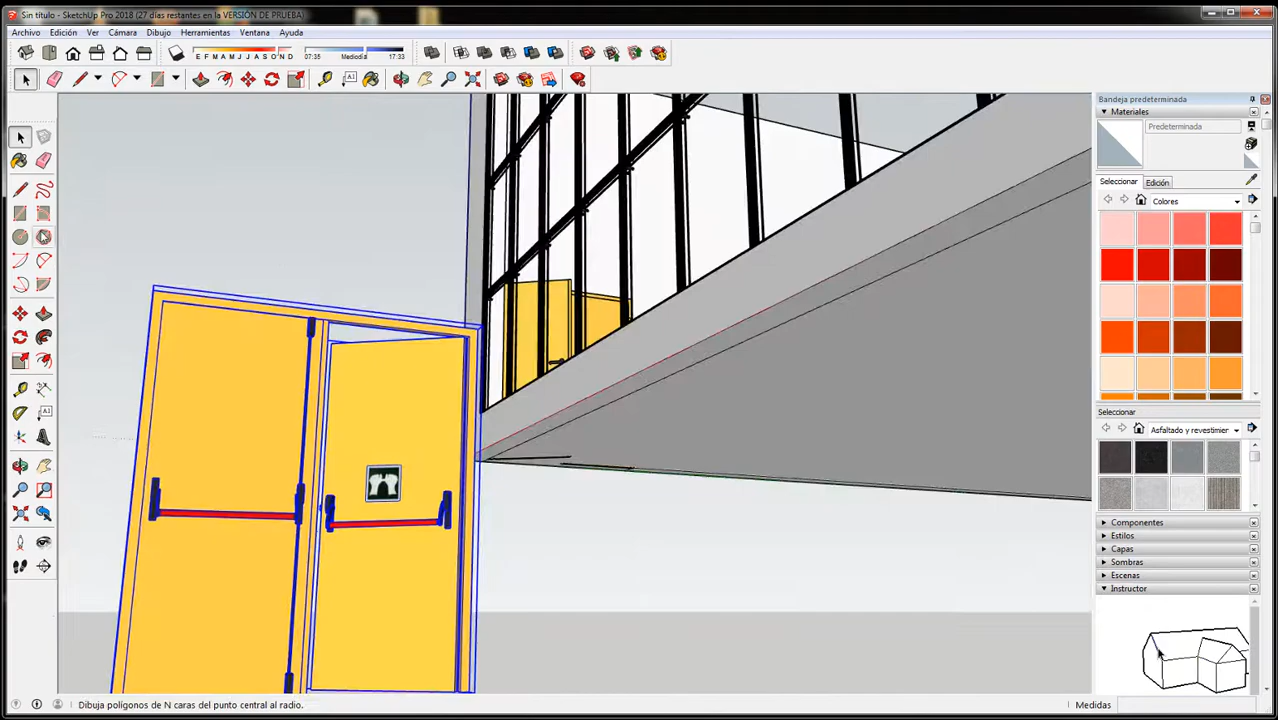 Sin título - SketchUp Pro 2018 (27 días restantes en la VERSIÓN DE PRUEBA)
Archivo Edición Ver Cámara Dibujo Herramientas Ventana Ayuda
E F M A M J J A S O N D 07:35 Mediodía 17:33
Bandeja predeterminada
Materiales
Predeterminada
Seleccionar Edición
Colores
Seleccionar
Asfaltado y revestimier
Componentes
Estilos
Capas
Sombras
Escenas
Instructor
Dibuja polígonos de N caras del punto central al radio. Medidas